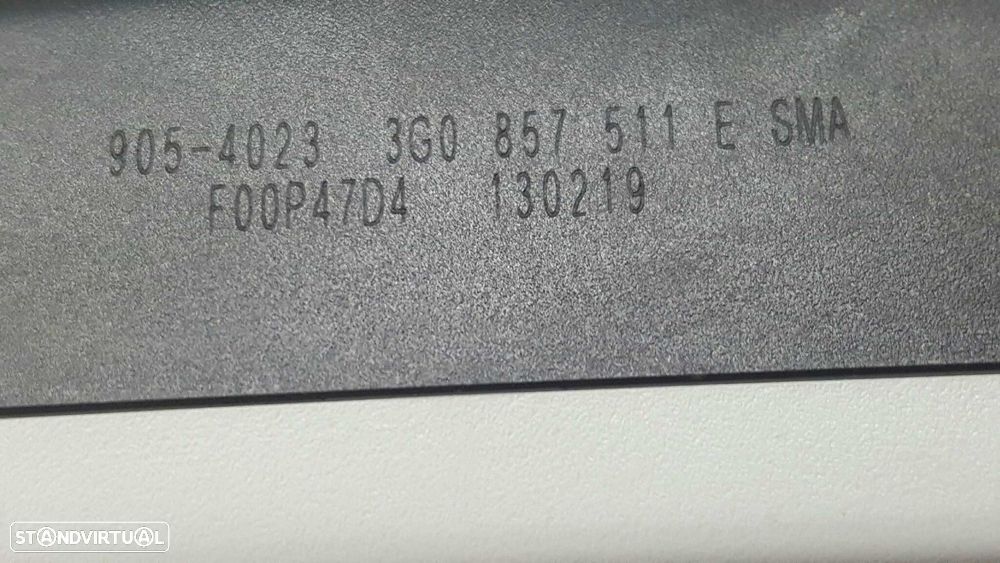 905-4023 3G0 857 511 E SMA
F00P47D4 130219
STANDVIRTUAL